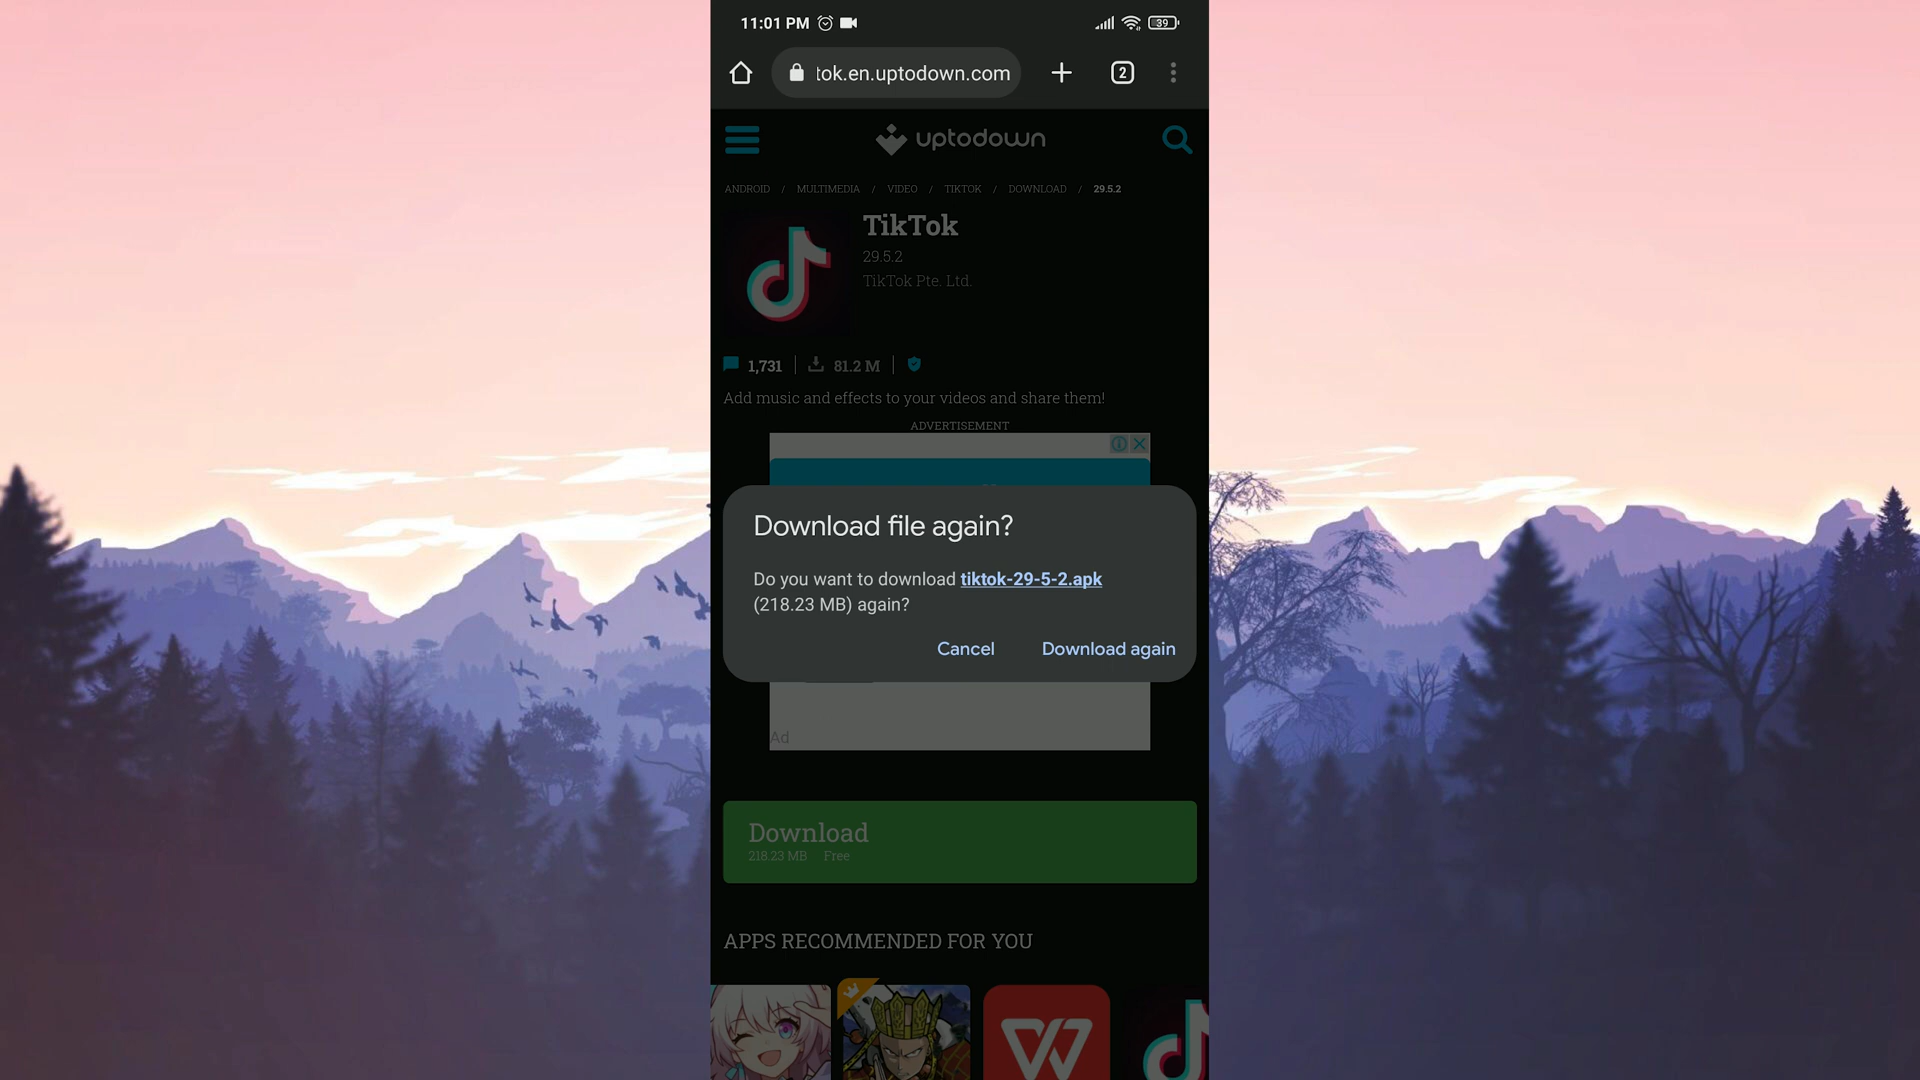 11:01 PM
39
tok.en.uptodown.com
2
uptodown
ANDROID / MULTIMEDIA / VIDEO / TIKTOK / DOWNLOAD / 29.5.2
TikTok
29.5.2
TikTok Pte. Ltd.
1,731
81.2 M
Add music and effects to your videos and share them!
ADVERTISEMENT
Download file again?
Do you want to download tiktok-29-5-2.apk
(218.23 MB) again?
Cancel
Download again
Ad
Download
218.23 MB Free
APPS RECOMMENDED FOR YOU